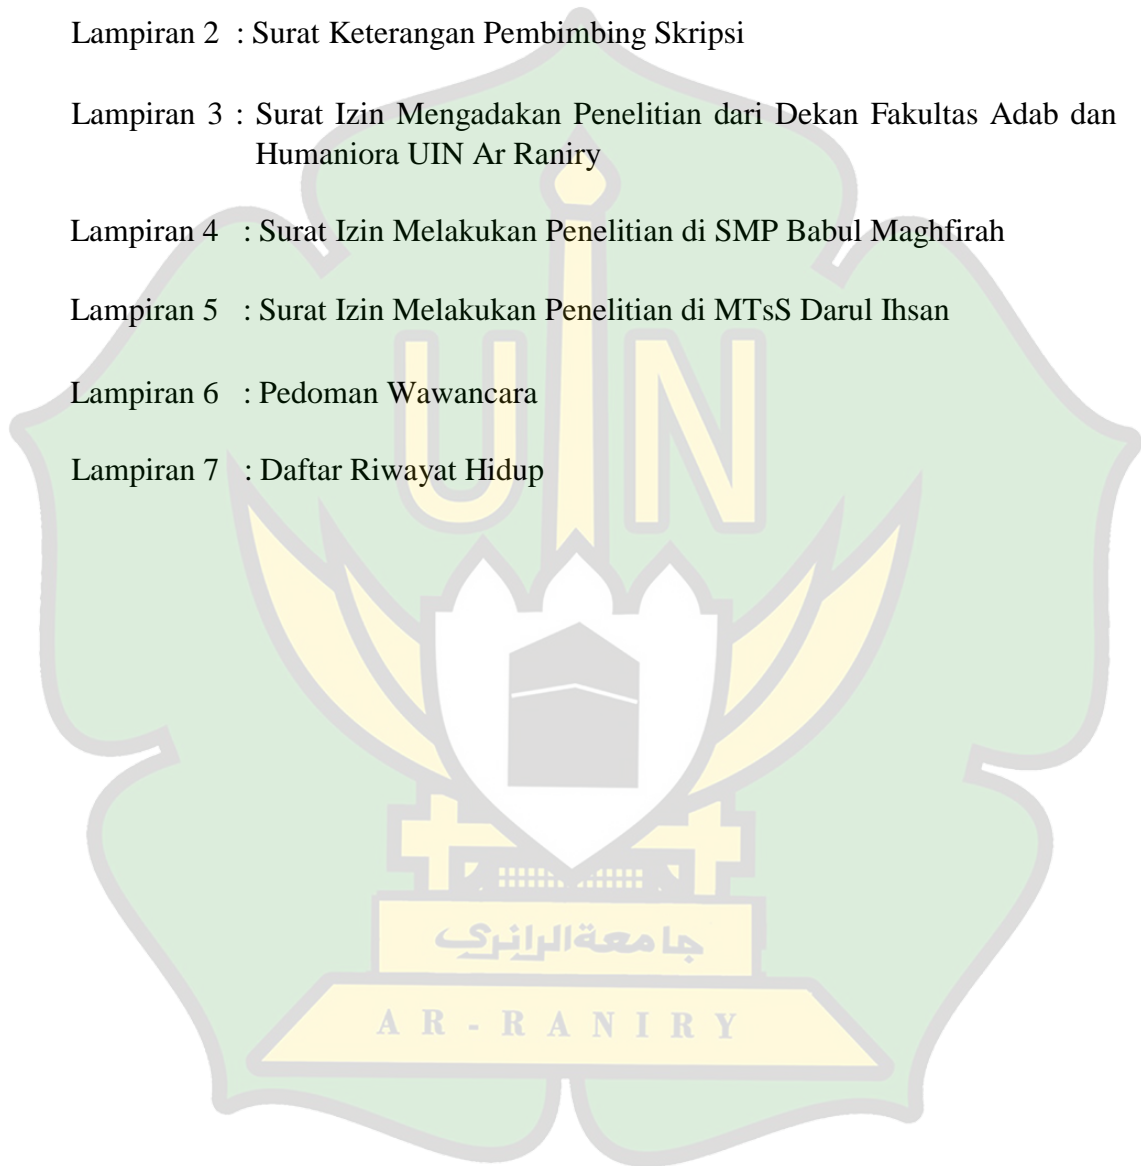 Lampiran 2 : Surat Keterangan Pembimbing Skripsi
Lampiran 3 : Surat Izin Mengadakan Penelitian dari Dekan Fakultas Adab dan
Humaniora UIN Ar Raniry
Lampiran 4 : Surat Izin Melakukan Penelitian di SMP Babul Maghfirah
Lampiran 5 : Surat Izin Melakukan Penelitian di MTsS Darul Ihsan
Lampiran 6 : Pedoman Wawancara
Lampiran 7 : Daftar Riwayat Hidup
UIN
جامعةالرانرك
AR-RANIRY